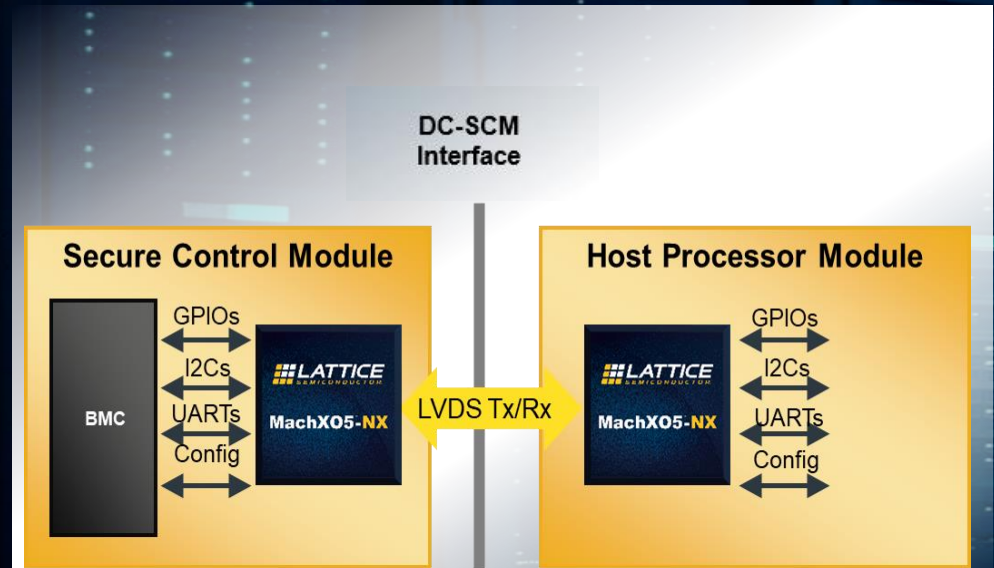 DC-SCM
Interface
Secure Control Module
BMC
GPIOs
I2Cs
UARTs
Config
LATTICE
SEMICONDUCTOR
MachXO5-NX
LVDS Tx/Rx
Host Processor Module
LATTICE
SEMICONDUCTOR
MachXO5-NX
GPIOs
I2Cs
UARTs
Config